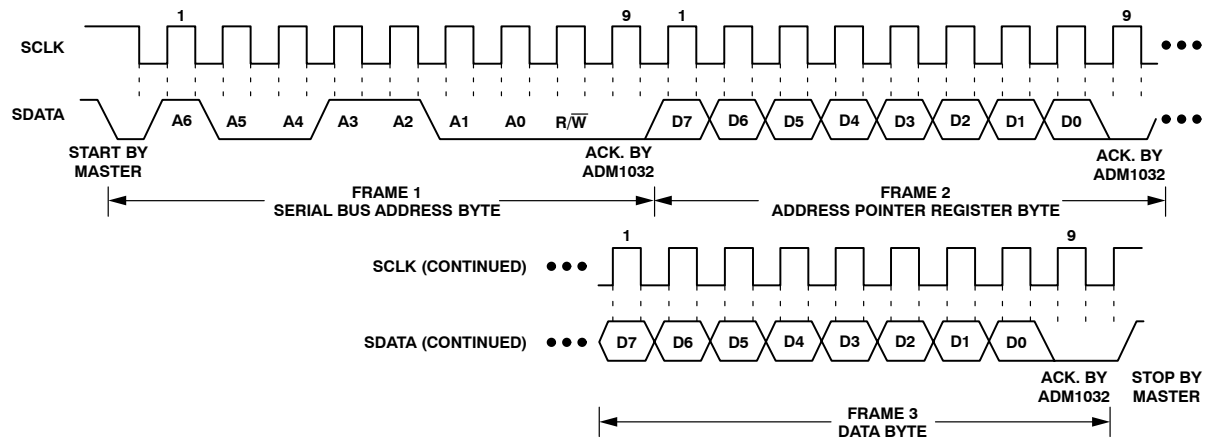 1 9 1 9
SCLK
SDATA A6 A5 A4 A3 A2 A1 A0 R/W̅ D7 D6 D5 D4 D3 D2 D1 D0
START BY
MASTER
ACK. BY
ADM1032
ACK. BY
ADM1032
FRAME 1
SERIAL BUS ADDRESS BYTE
FRAME 2
ADDRESS POINTER REGISTER BYTE
1 9
SCLK (CONTINUED)
SDATA (CONTINUED) D7 D6 D5 D4 D3 D2 D1 D0
ACK. BY
ADM1032
STOP BY
MASTER
FRAME 3
DATA BYTE